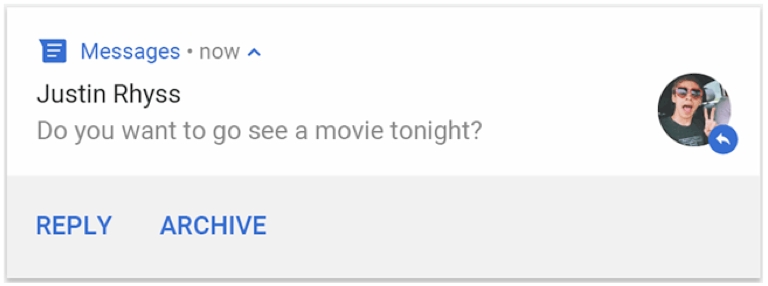 Messages • now
Justin Rhyss
Do you want to go see a movie tonight?
REPLY ARCHIVE